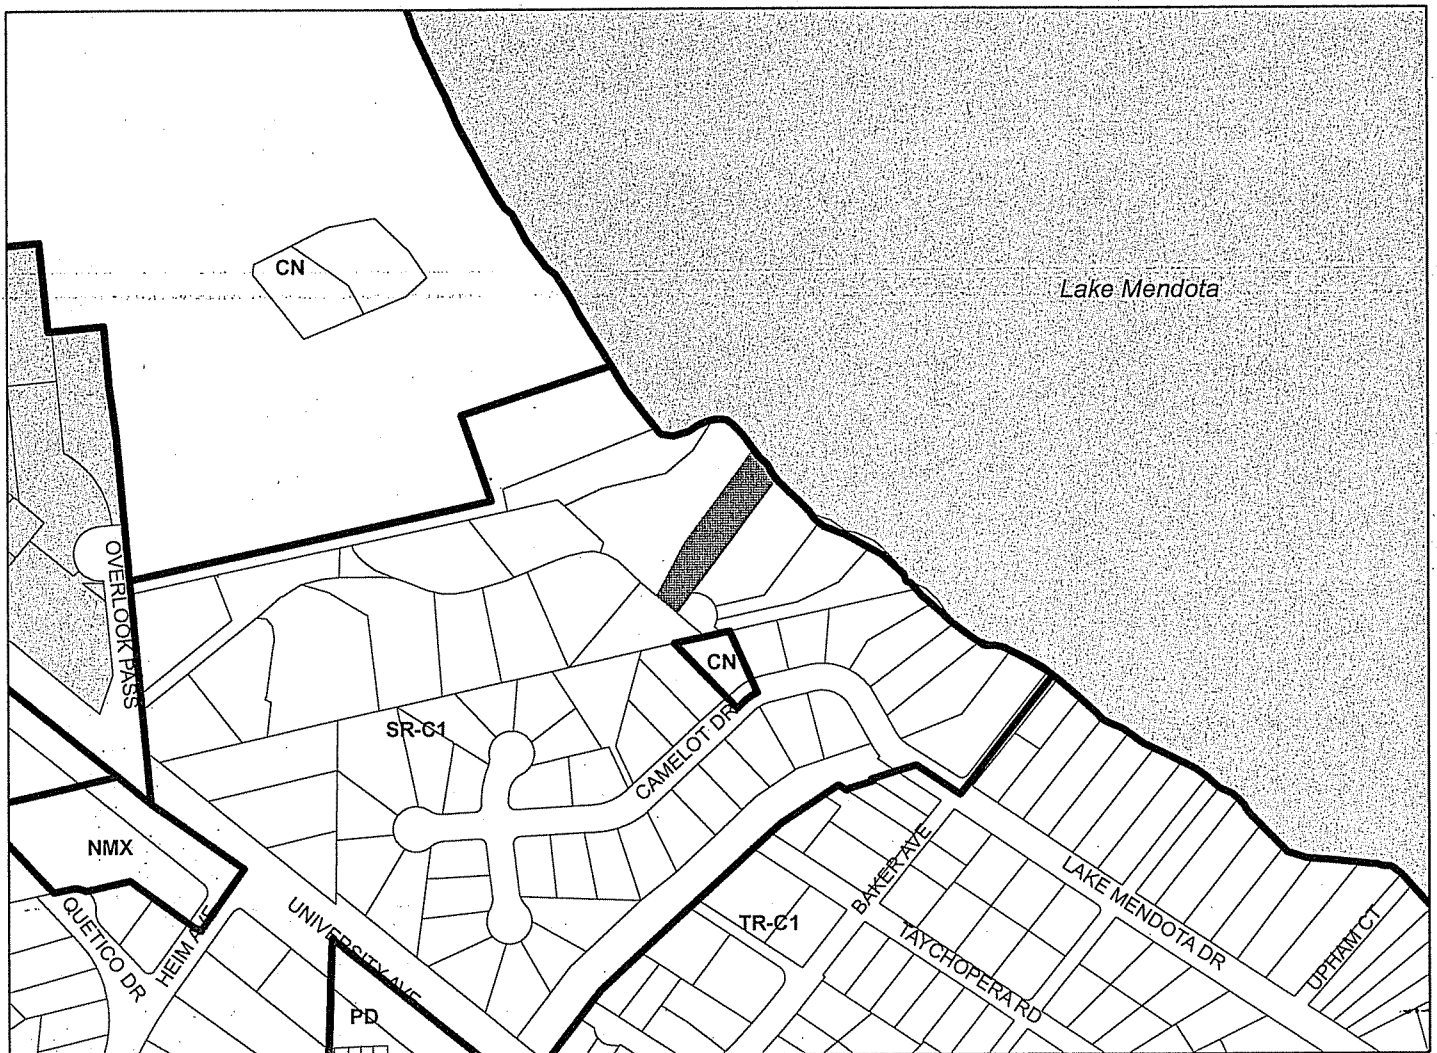 CN
Lake Mendota
OVERLOOK PASS
CN
SR-C1
CAMELOT DR
NMX
BAKER AVE
LAKE MENDOTA DR
QUETICO DR
HEIM AVE
UNIVERSITY AVE
TR-C1
TAYCHOPERA RD
UPHAM CT
PD